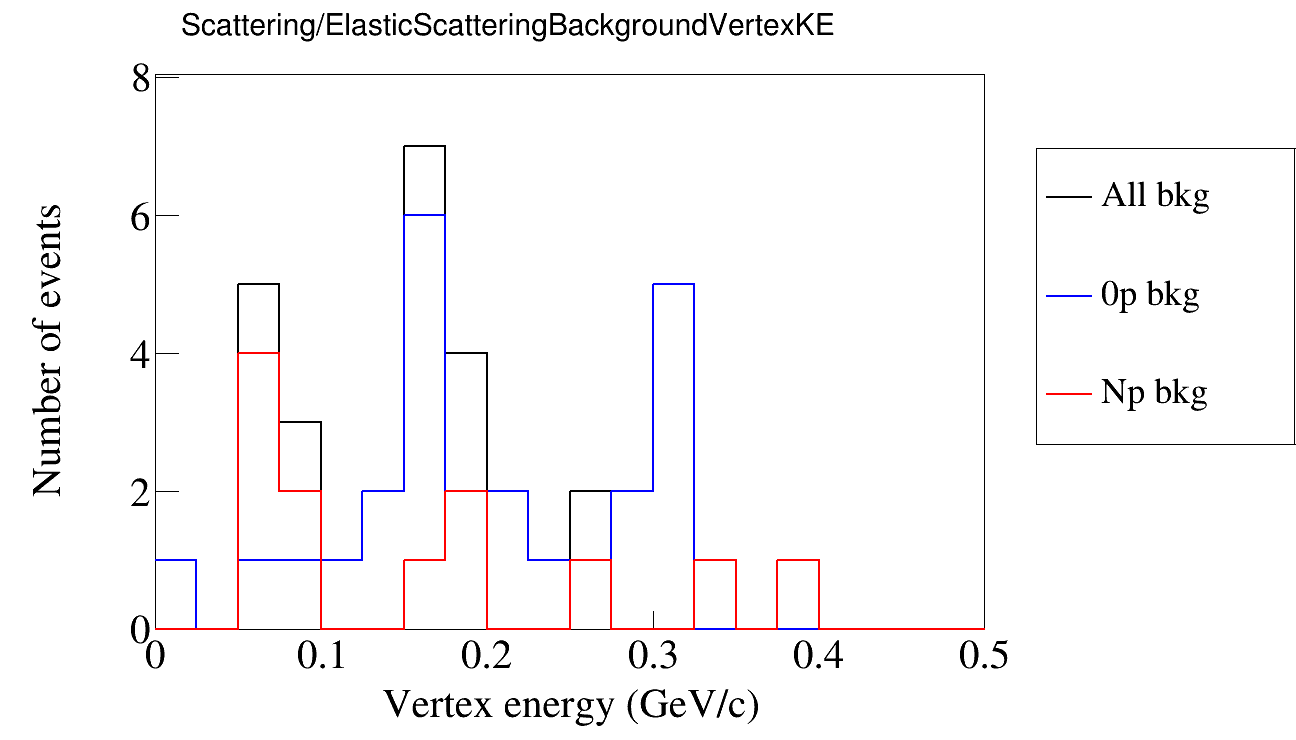 Scattering/ElasticScatteringBackgroundVertexKE
8
6
4
2
0
0 0.1 0.2 0.3 0.4 0.5
Number of events
Vertex energy (GeV/c)
All bkg
0p bkg
Np bkg